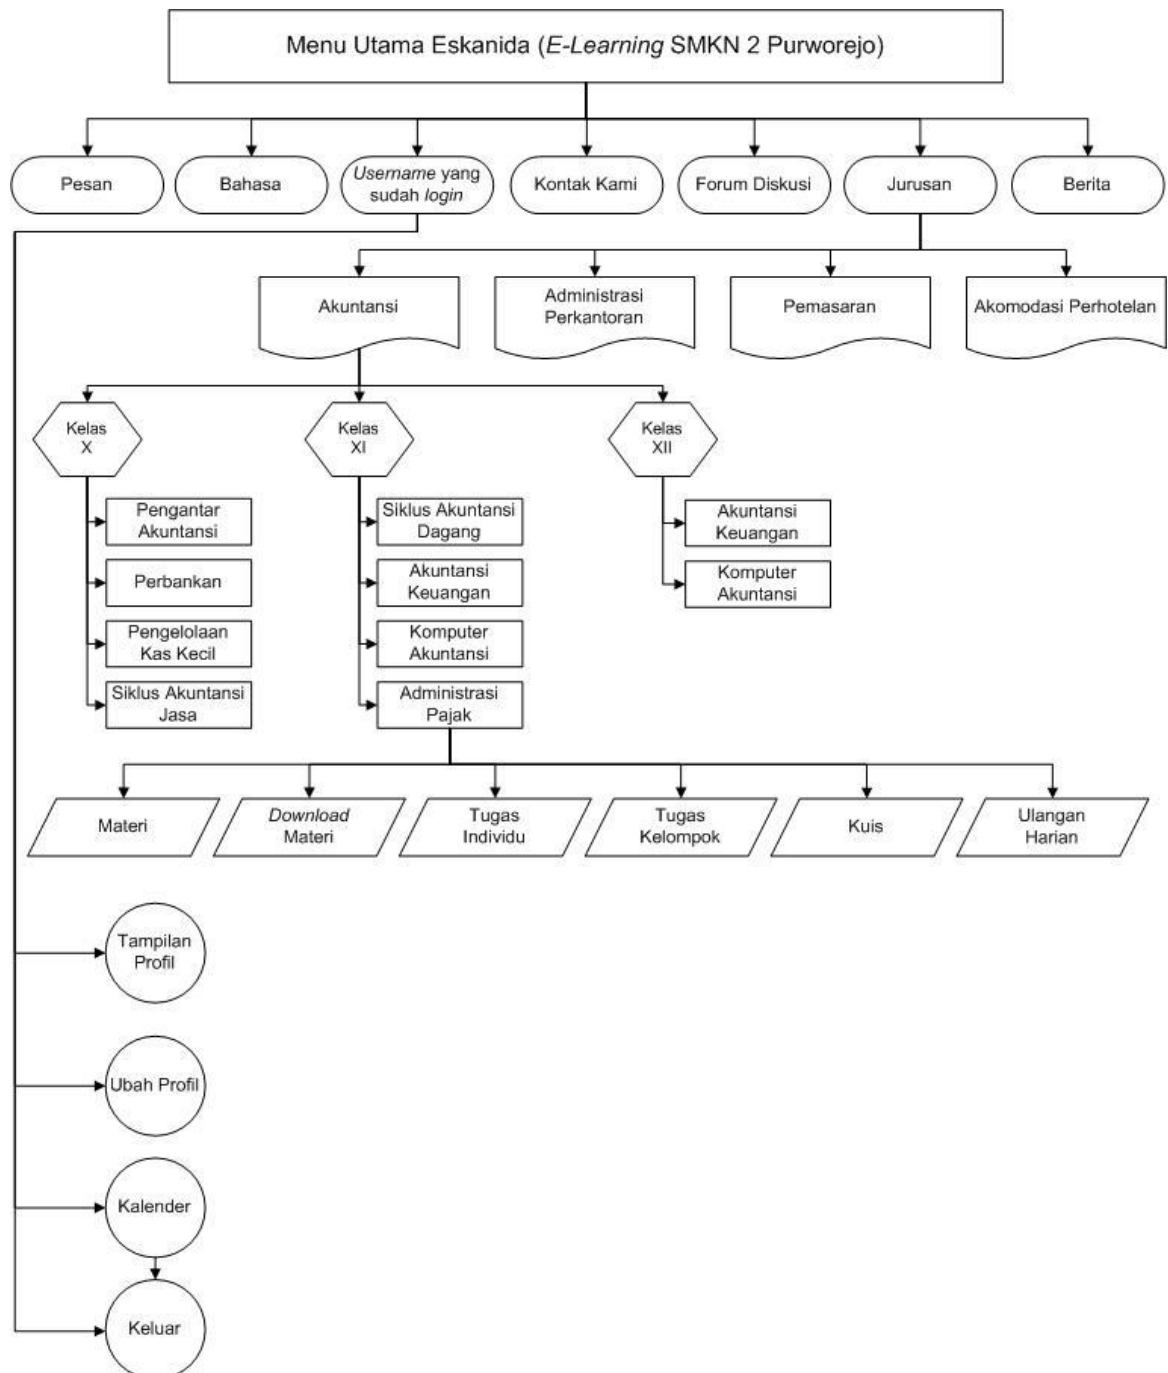 Menu Utama Eskanida (E-Learning SMKN 2 Purworejo)
Pesan
Bahasa
Username yang
sudah login
Kontak Kami
Forum Diskusi
Jurusan
Berita
Akuntansi
Administrasi
Perkantoran
Pemasaran
Akomodasi Perhotelan
Kelas
X
Kelas
XI
Kelas
XII
Pengantar
Akuntansi
Perbankan
Pengelolaan
Kas Kecil
Siklus Akuntansi
Jasa
Siklus Akuntansi
Dagang
Akuntansi
Keuangan
Komputer
Akuntansi
Administrasi
Pajak
Akuntansi
Keuangan
Komputer
Akuntansi
Materi
Download
Materi
Tugas
Individu
Tugas
Kelompok
Kuis
Ulangan
Harian
Tampilan
Profil
Ubah Profil
Kalender
Keluar